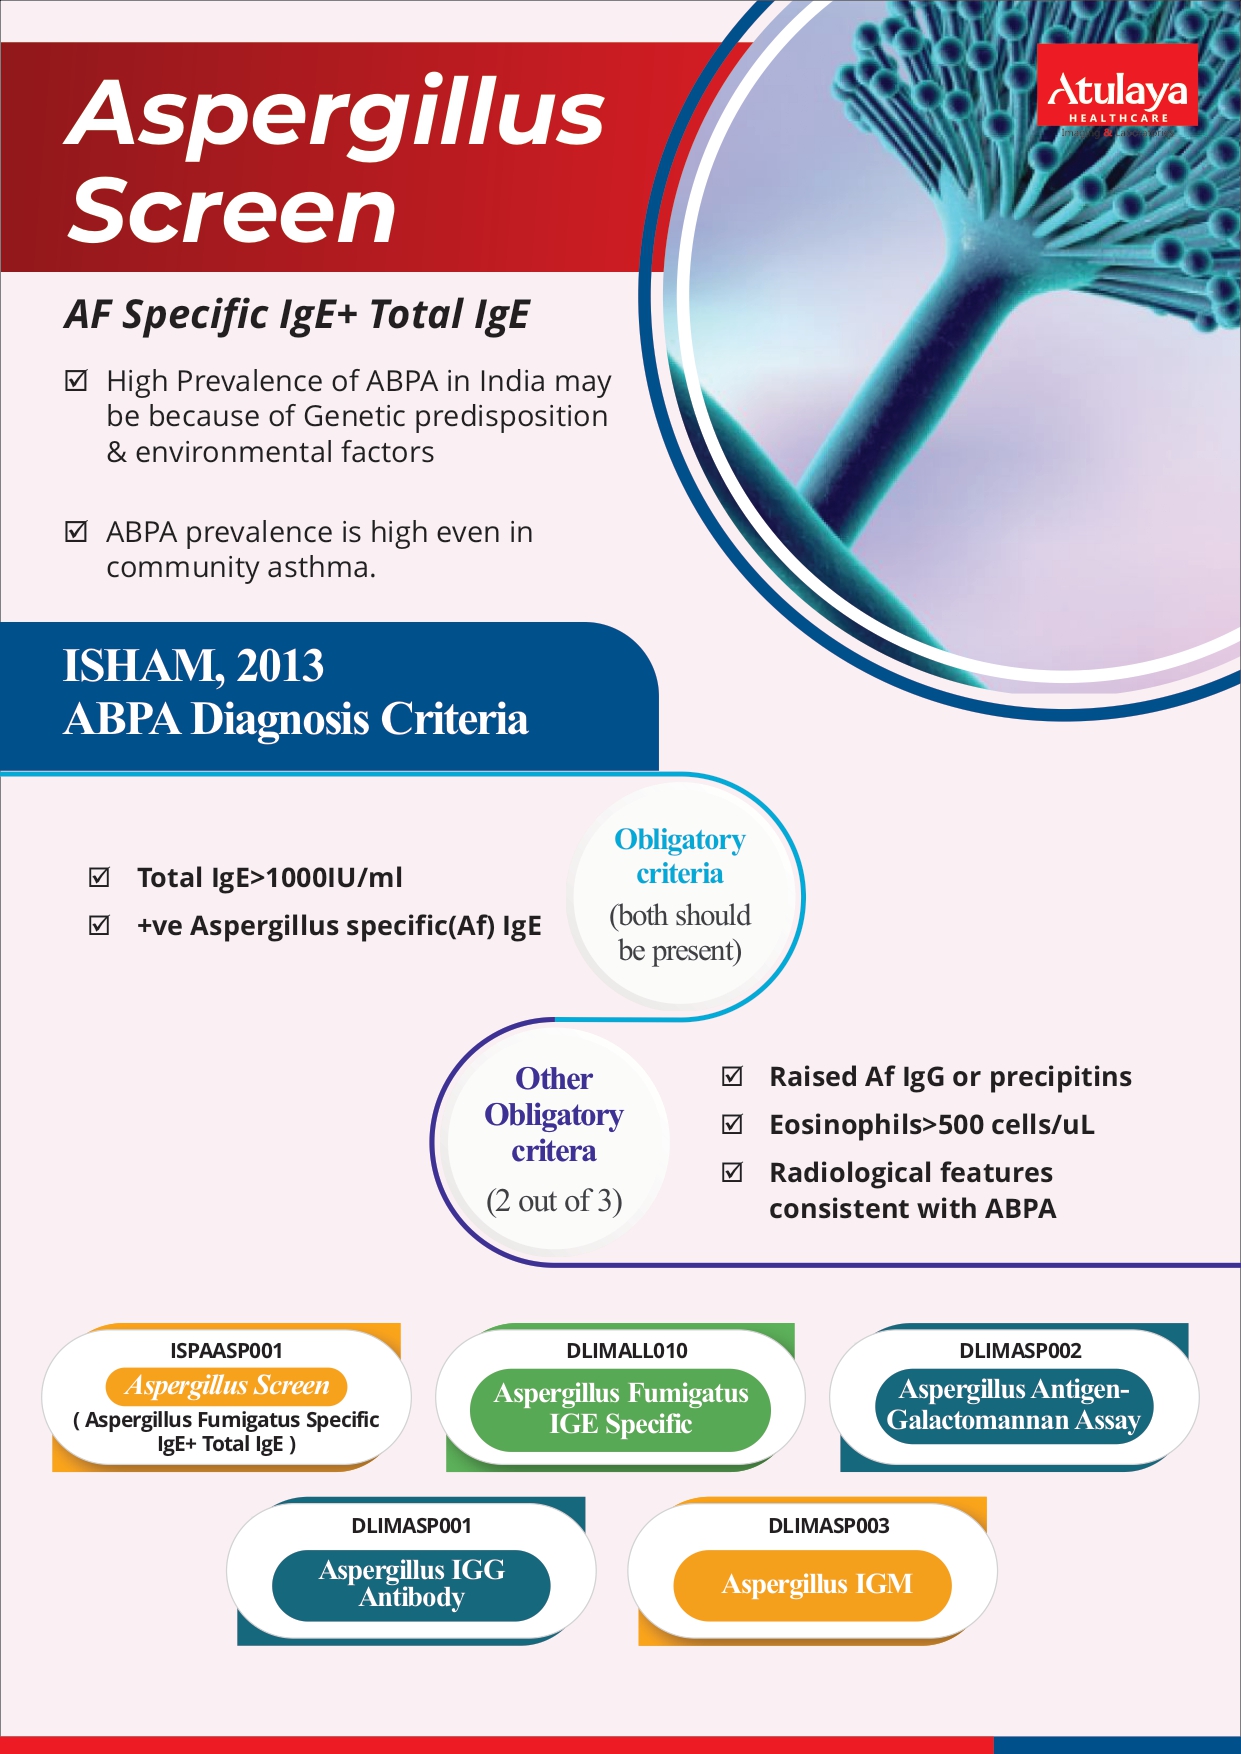 Aspergillus
Screen
Atulaya
HEALTHCARE
AF Specific IgE+ Total IgE
☑ High Prevalence of ABPA in India may
be because of Genetic predisposition
& environmental factors
☑ ABPA prevalence is high even in
community asthma.
ISHAM, 2013
ABPA Diagnosis Criteria
Obligatory
criteria
(both should
be present)
☑ Total IgE>1000IU/ml
☑ +ve Aspergillus specific(Af) IgE
Other
Obligatory
critera
(2 out of 3)
☑ Raised Af IgG or precipitins
☑ Eosinophils>500 cells/uL
☑ Radiological features
consistent with ABPA
ISPAASP001
Aspergillus Screen
( Aspergillus Fumigatus Specific
IgE+ Total IgE )
DLIMALL010
Aspergillus Fumigatus
IGE Specific
DLIMASP002
Aspergillus Antigen-
Galactomannan Assay
DLIMASP001
Aspergillus IGG
Antibody
DLIMASP003
Aspergillus IGM